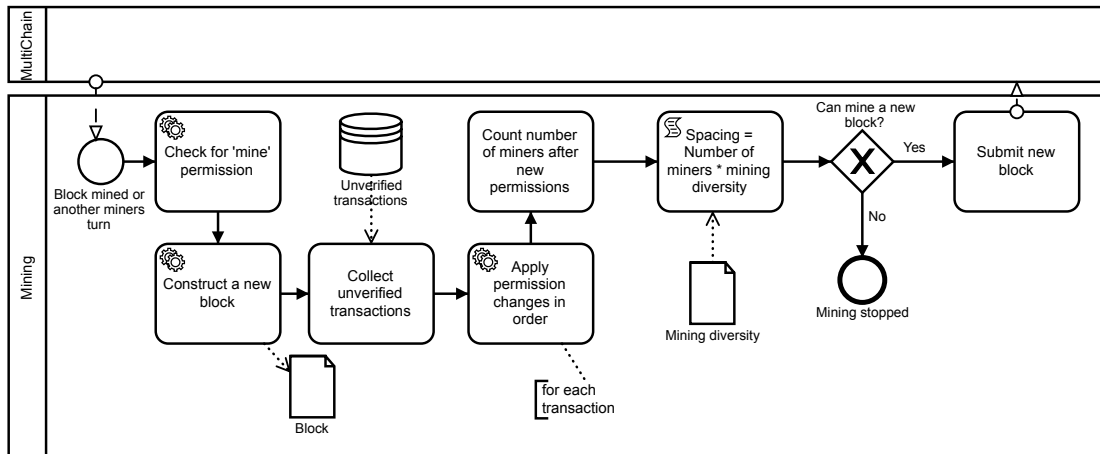 MultiChain
Mining
Block mined or
another miners
turn
Check for 'mine'
permission
Construct a new
block
Block
Unverified
transactions
Collect
unverified
transactions
Apply
permission
changes in
order
for each
transaction
Count number
of miners after
new
permissions
Spacing =
Number of
miners * mining
diversity
Mining diversity
Can mine a new
block?
Yes
No
Mining stopped
Submit new
block